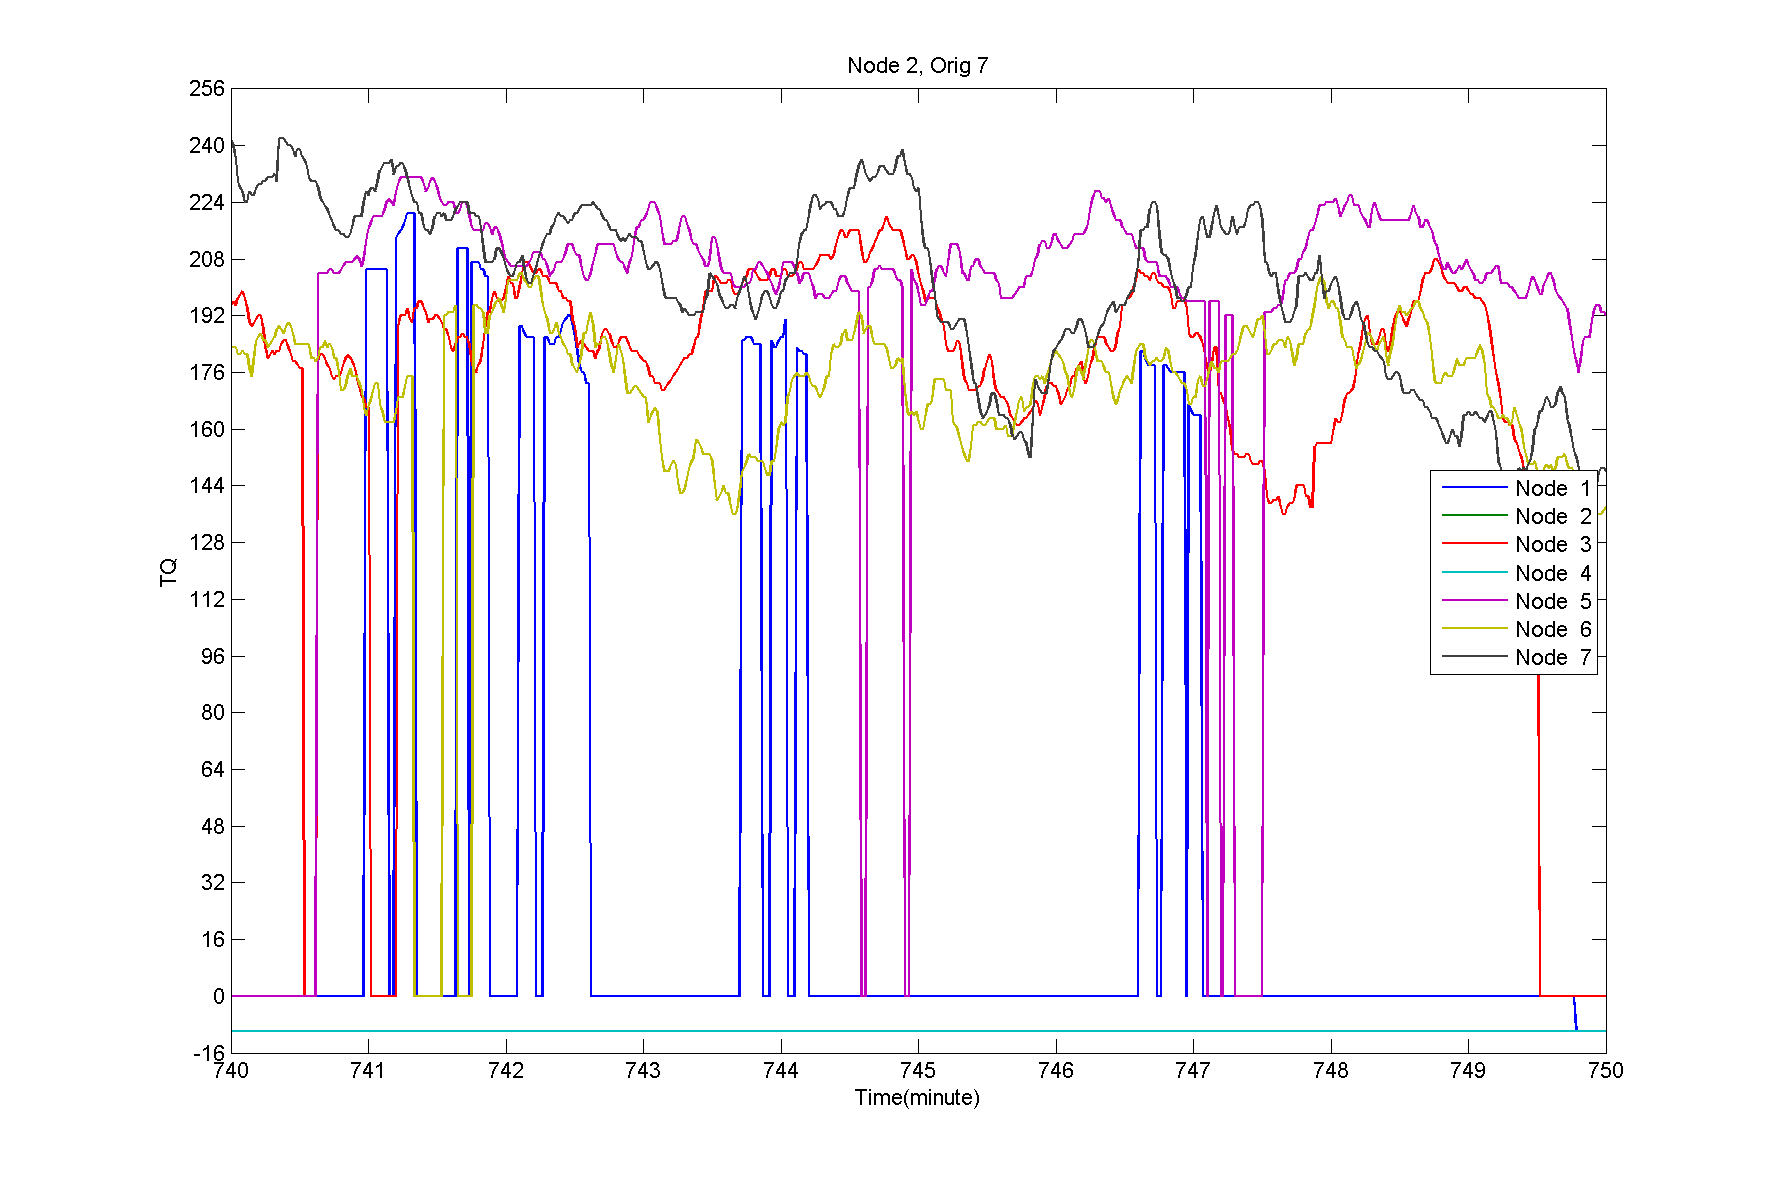 Node 2, Orig 7
256
240
224
208
192
176
160
144
128
112
96
80
64
48
32
16
0
-16
TQ
Node 1
Node 2
Node 3
Node 4
Node 5
Node 6
Node 7
740 741 742 743 744 745 746 747 748 749 750
Time(minute)